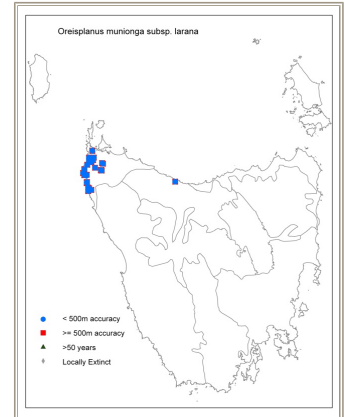 Oreisplanus munionga subsp. larana
< 500m accuracy
>= 500m accuracy
>50 years
Locally Extinct